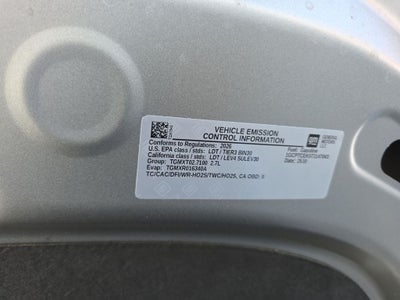 VEHICLE EMISSION
CONTROL INFORMATION
GENERAL
MOTORS
LLC
Conforms to Regulations: 2026
Fuel: Gasoline
U.S. EPA class / stds: LDT / TIER3 BIN30
California class / stds: LDT / LEV4 SULEV30
Group: TGMXT02.7100 2.7L
Evap: TGMXR016340A
TC/CAC/DFI/WR-HO2S/TWC/HO2S, CA OBD: II